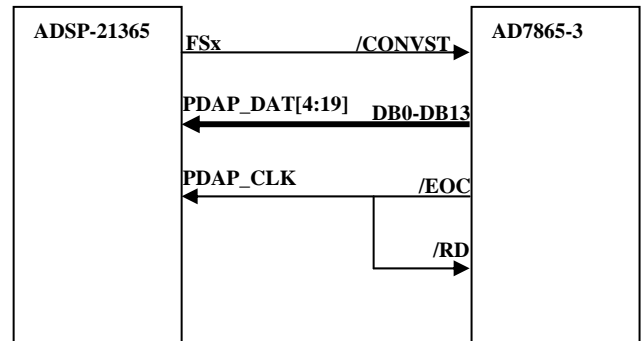 ADSP-21365
AD7865-3
FSx
/CONVST
PDAP_DAT[4:19]
DB0-DB13
PDAP_CLK
/EOC
/RD